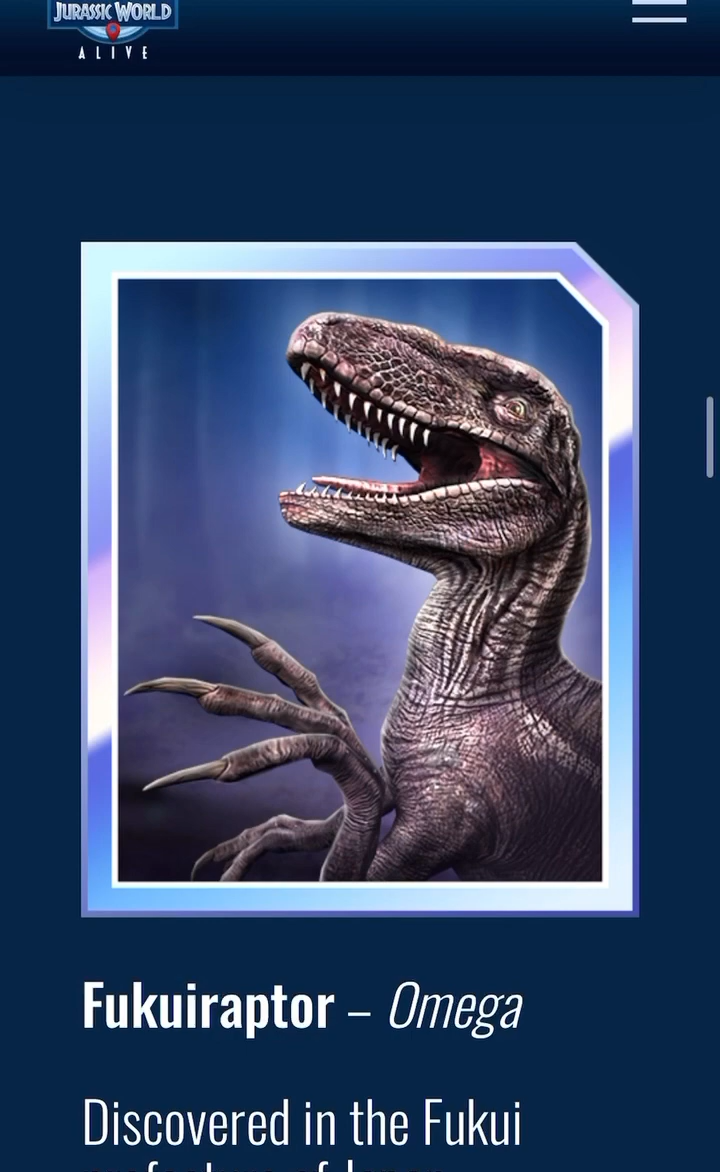 JURASSIC WORLD
ALIVE
Fukuiraptor – Omega
Discovered in the Fukui